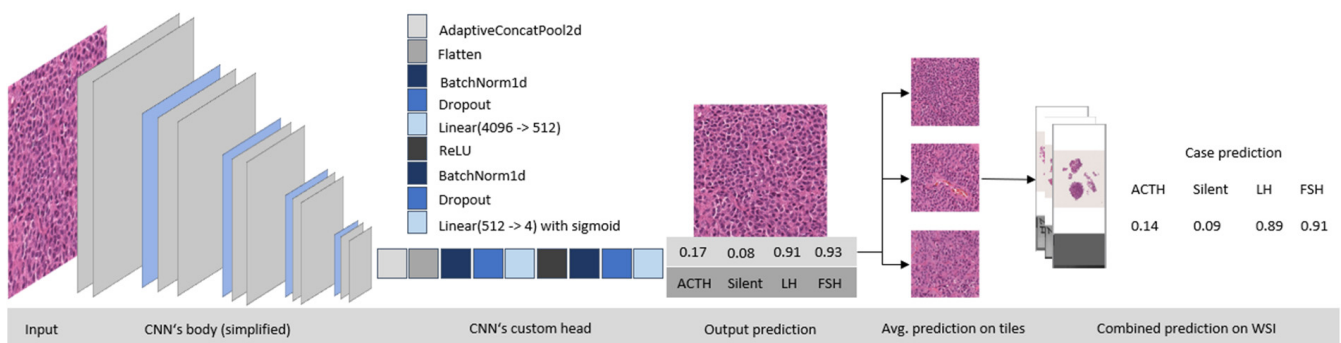 AdaptiveConcatPool2d
Flatten
BatchNorm1d
Dropout
Linear(4096 -> 512)
ReLU
BatchNorm1d
Dropout
Linear(512 -> 4) with sigmoid
0.17 0.08 0.91 0.93
ACTH Silent LH FSH
Case prediction
ACTH Silent LH FSH
0.14 0.09 0.89 0.91
Input CNN‘s body (simplified) CNN‘s custom head Output prediction Avg. prediction on tiles Combined prediction on WSI